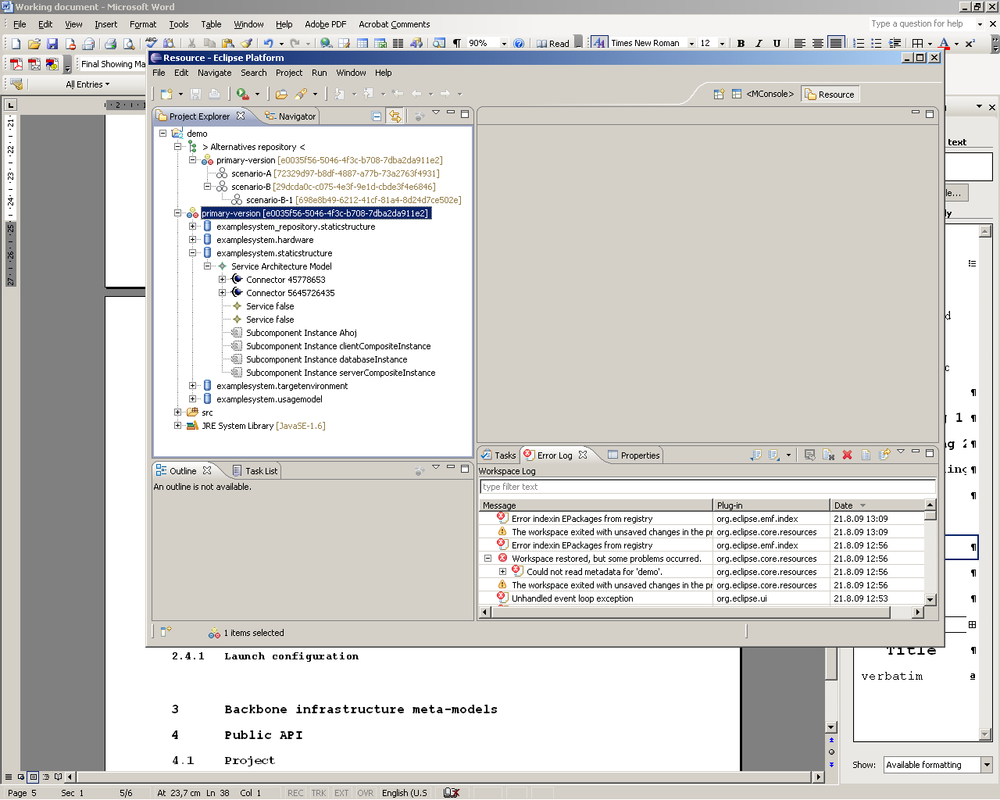 Working document - Microsoft Word
File Edit View Insert Format Tools Table Window Help Adobe PDF Acrobat Comments
Type a question for help
90% Read Times New Roman 12 B I U
Final Showing Ma
All Entries
Resource - Eclipse Platform
File Edit Navigate Search Project Run Window Help
<MConsole> Resource
Project Explorer Navigator
demo
> Alternatives repository <
primary-version [e0035f56-5046-4f3c-b708-7dba2da911e2]
scenario-A [72329d97-b8df-4887-a77b-73a2763f4931]
scenario-B [29dcda0c-c075-4e3f-9e1d-cbde3f4e6846]
scenario-B-1 [698e8b49-6212-41cf-81a4-8d24d7ce502e]
primary-version [e0035f56-5046-4f3c-b708-7dba2da911e2]
examplesystem_repository.staticstructure
examplesystem.hardware
examplesystem.staticstructure
Service Architecture Model
Connector 45778653
Connector 5645726435
Service false
Service false
Subcomponent Instance Ahoj
Subcomponent Instance clientCompositeInstance
Subcomponent Instance databaseInstance
Subcomponent Instance serverCompositeInstance
examplesystem.targetenvironment
examplesystem.usagemodel
src
JRE System Library [JavaSE-1.6]
Outline Task List
An outline is not available.
Tasks Error Log Properties
Workspace Log
type filter text
Message Plug-in Date
Error indexin EPackages from registry org.eclipse.emf.index 21.8.09 13:09
The workspace exited with unsaved changes in the pr org.eclipse.core.resources 21.8.09 13:09
Error indexin EPackages from registry org.eclipse.emf.index 21.8.09 12:56
Workspace restored, but some problems occurred. org.eclipse.core.resources 21.8.09 12:56
Could not read metadata for 'demo'. org.eclipse.core.resources 21.8.09 12:56
The workspace exited with unsaved changes in the pr org.eclipse.core.resources 21.8.09 12:56
Unhandled event loop exception org.eclipse.ui 21.8.09 12:53
1 items selected
text
e...
y
d
c
1
2
ing
Title
verbatim a
Show: Available formatting
2.4.1 Launch configuration
3 Backbone infrastructure meta-models
4 Public API
4.1 Project
Page 5 Sec 1 5/6 At 23,7 cm Ln 38 Col 1 REC TRK EXT OVR English (U.S